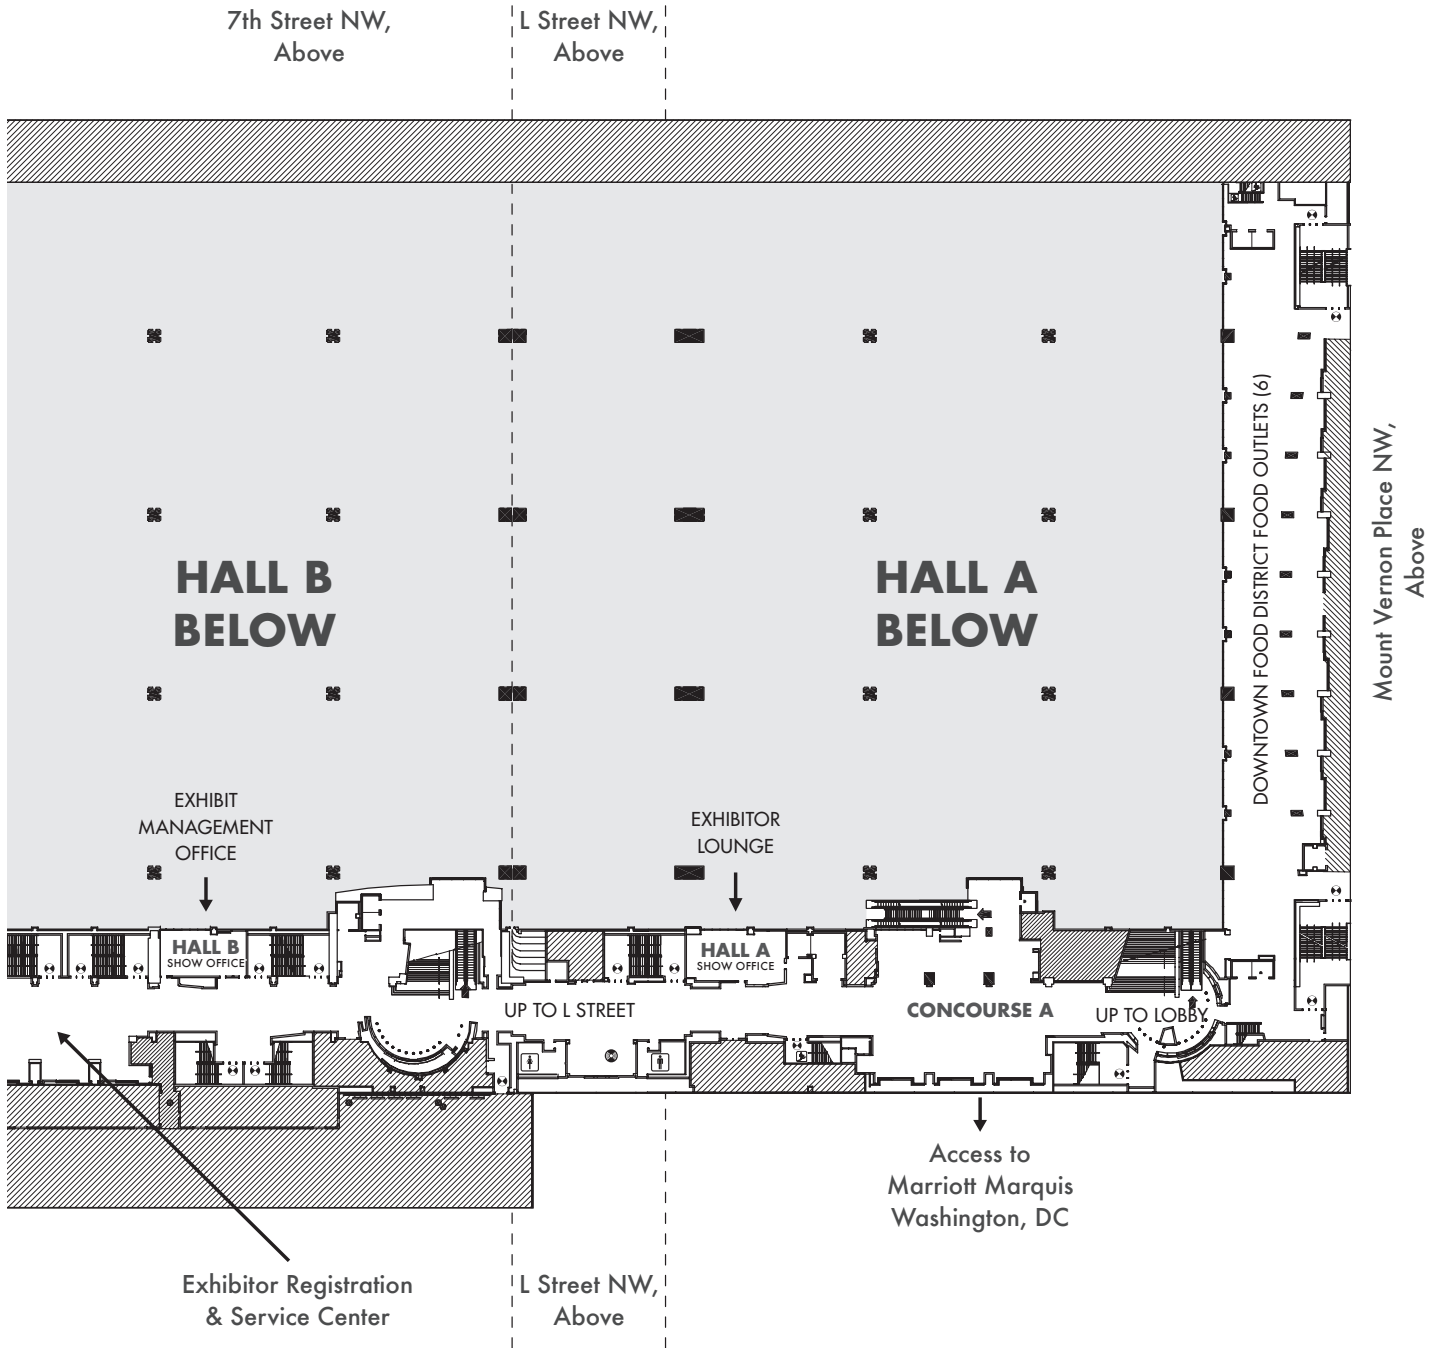 7th Street NW,
Above
L Street NW,
Above
HALL B
BELOW
HALL A
BELOW
DOWNTOWN FOOD DISTRICT FOOD OUTLETS (6)
Mount Vernon Place NW,
Above
EXHIBIT
MANAGEMENT
OFFICE
EXHIBITOR
LOUNGE
HALL B
SHOW OFFICE
HALL A
SHOW OFFICE
UP TO L STREET
CONCOURSE A
UP TO LOBBY
Access to
Marriott Marquis
Washington, DC
Exhibitor Registration
& Service Center
L Street NW,
Above